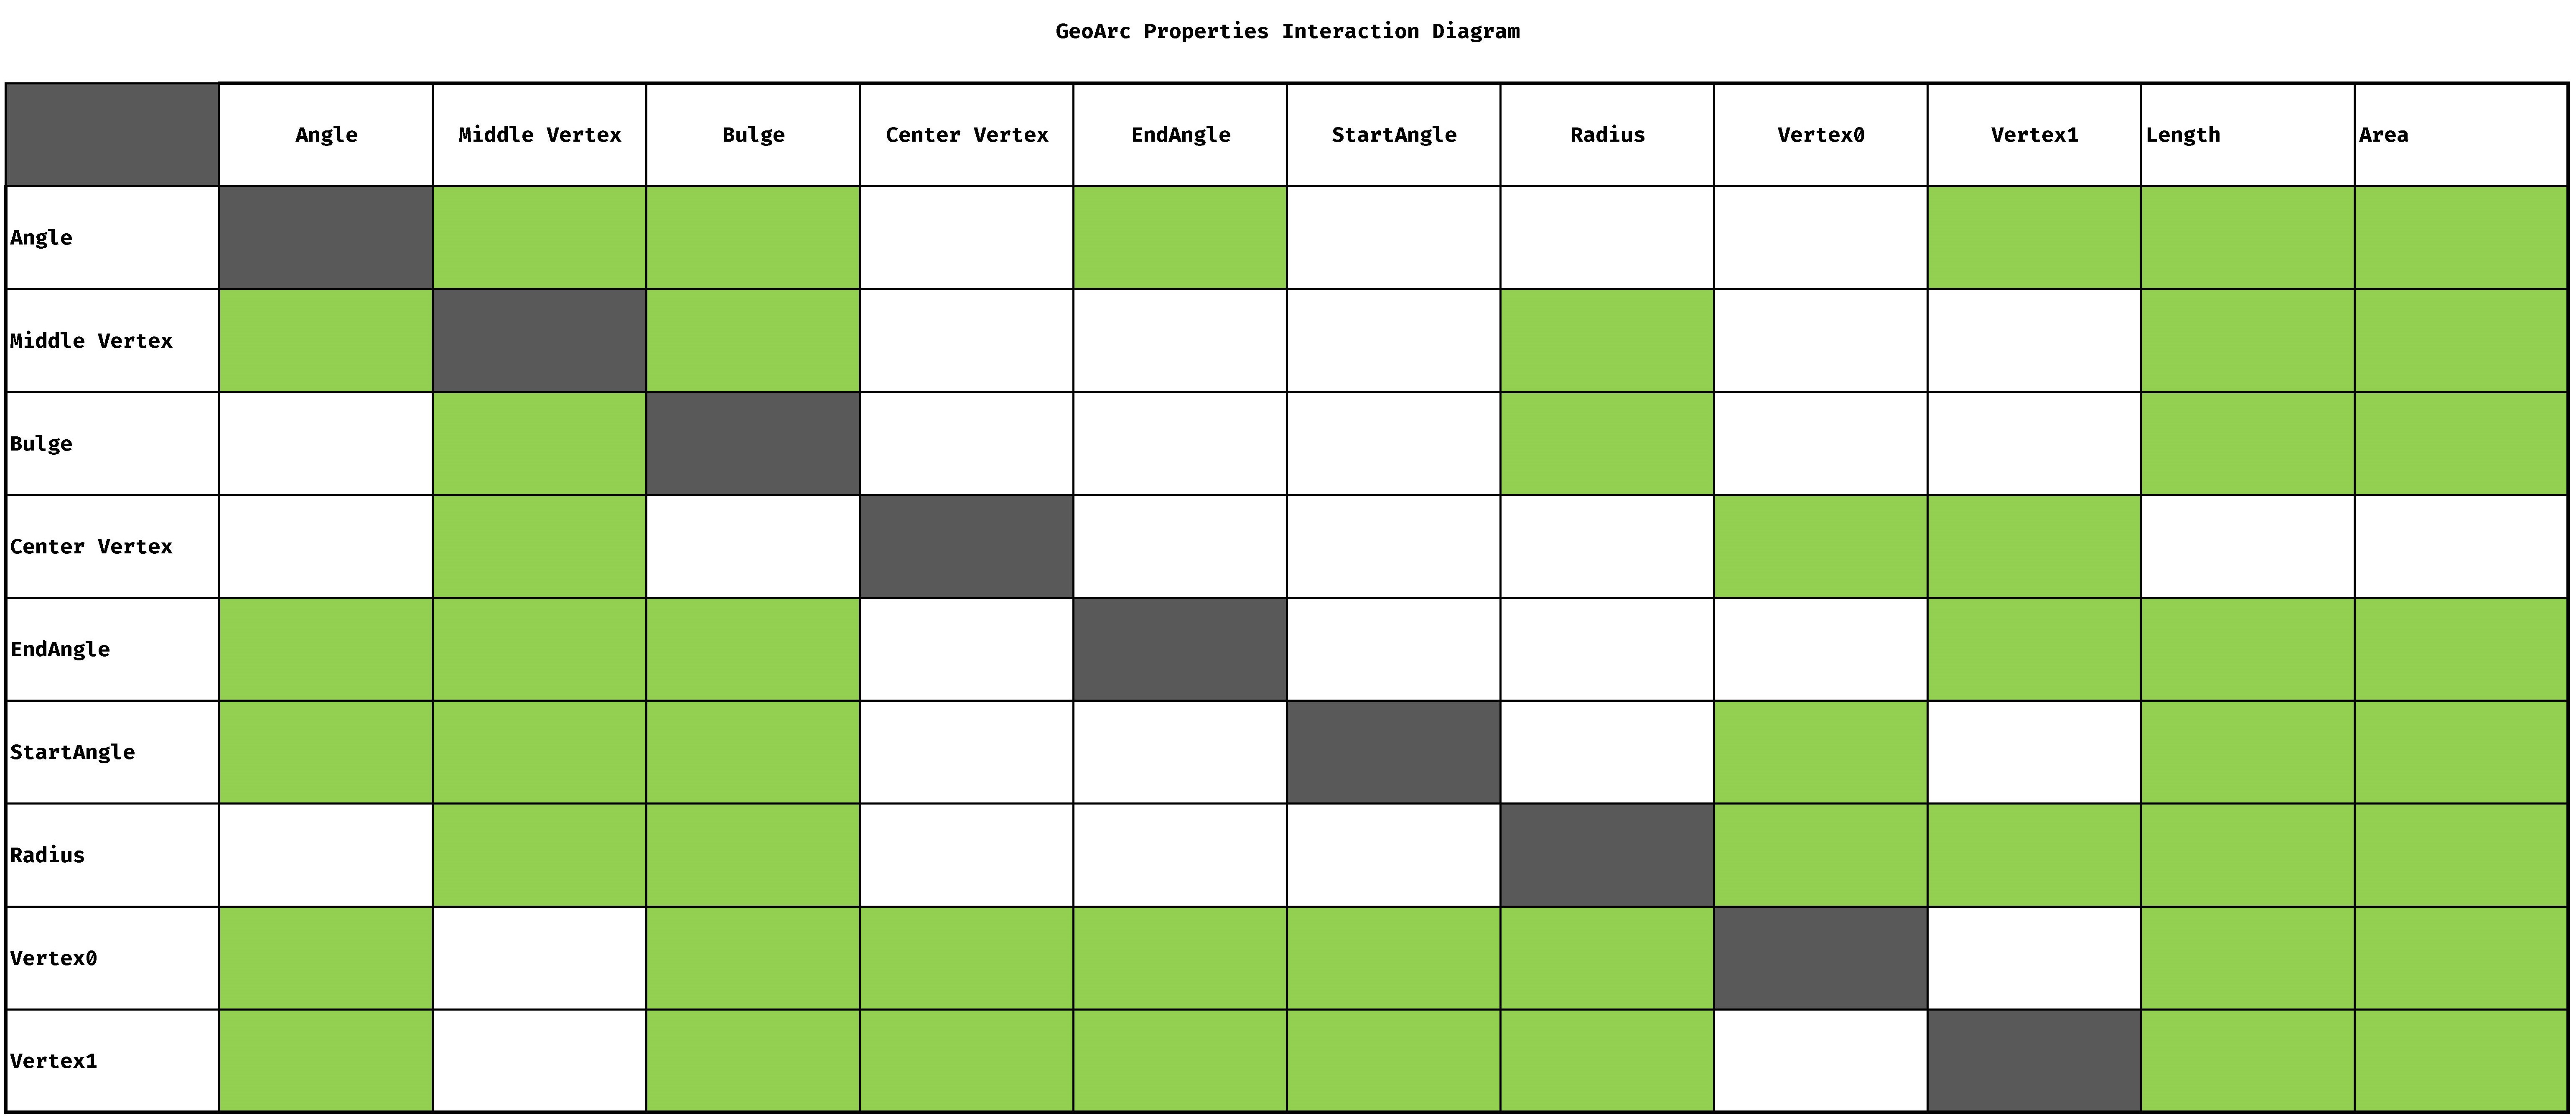 GeoArc Properties Interaction Diagram
Angle Middle Vertex Bulge Center Vertex EndAngle StartAngle Radius Vertex0 Vertex1 Length Area
Angle
Middle Vertex
Bulge
Center Vertex
EndAngle
StartAngle
Radius
Vertex0
Vertex1